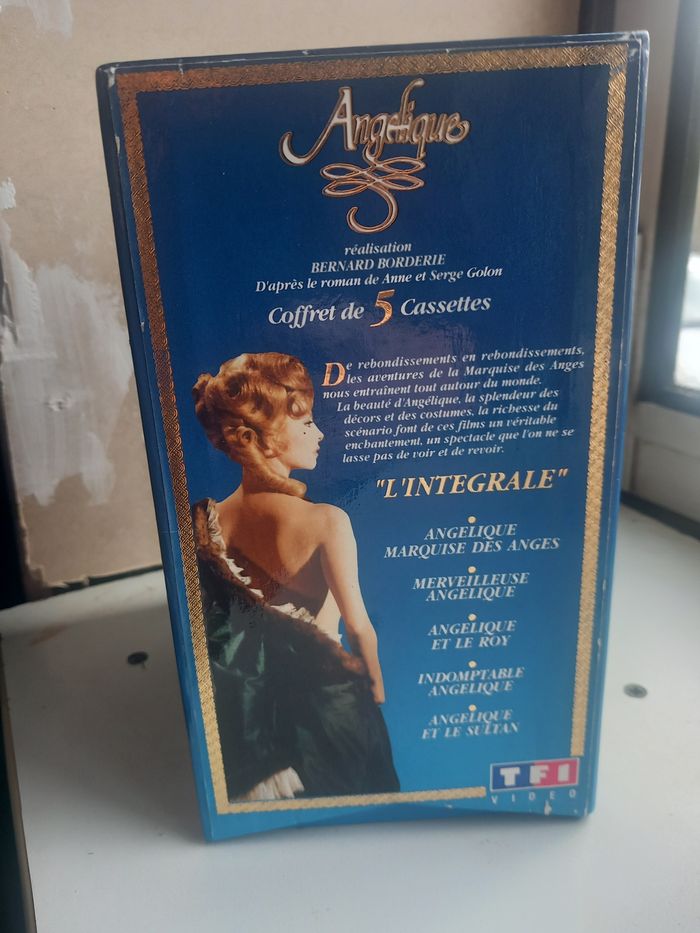 Angélique
réalisation
BERNARD BORDERIE
D'après le roman de Anne et Serge Golon
Coffret de 5 Cassettes
De rebondissements en rebondissements,
les aventures de la Marquise des Anges
nous entraînent tout autour du monde.
La beauté d'Angélique, la splendeur des
décors et des costumes, la richesse du
scénario font de ces films un véritable
enchantement, un spectacle que l'on ne se
lasse pas de voir et de revoir.
"L'INTEGRALE"
ANGELIQUE
MARQUISE DES ANGES
MERVEILLEUSE
ANGELIQUE
ANGELIQUE
ET LE ROY
INDOMPTABLE
ANGELIQUE
ANGELIQUE
ET LE SULTAN
TF1
VIDEO